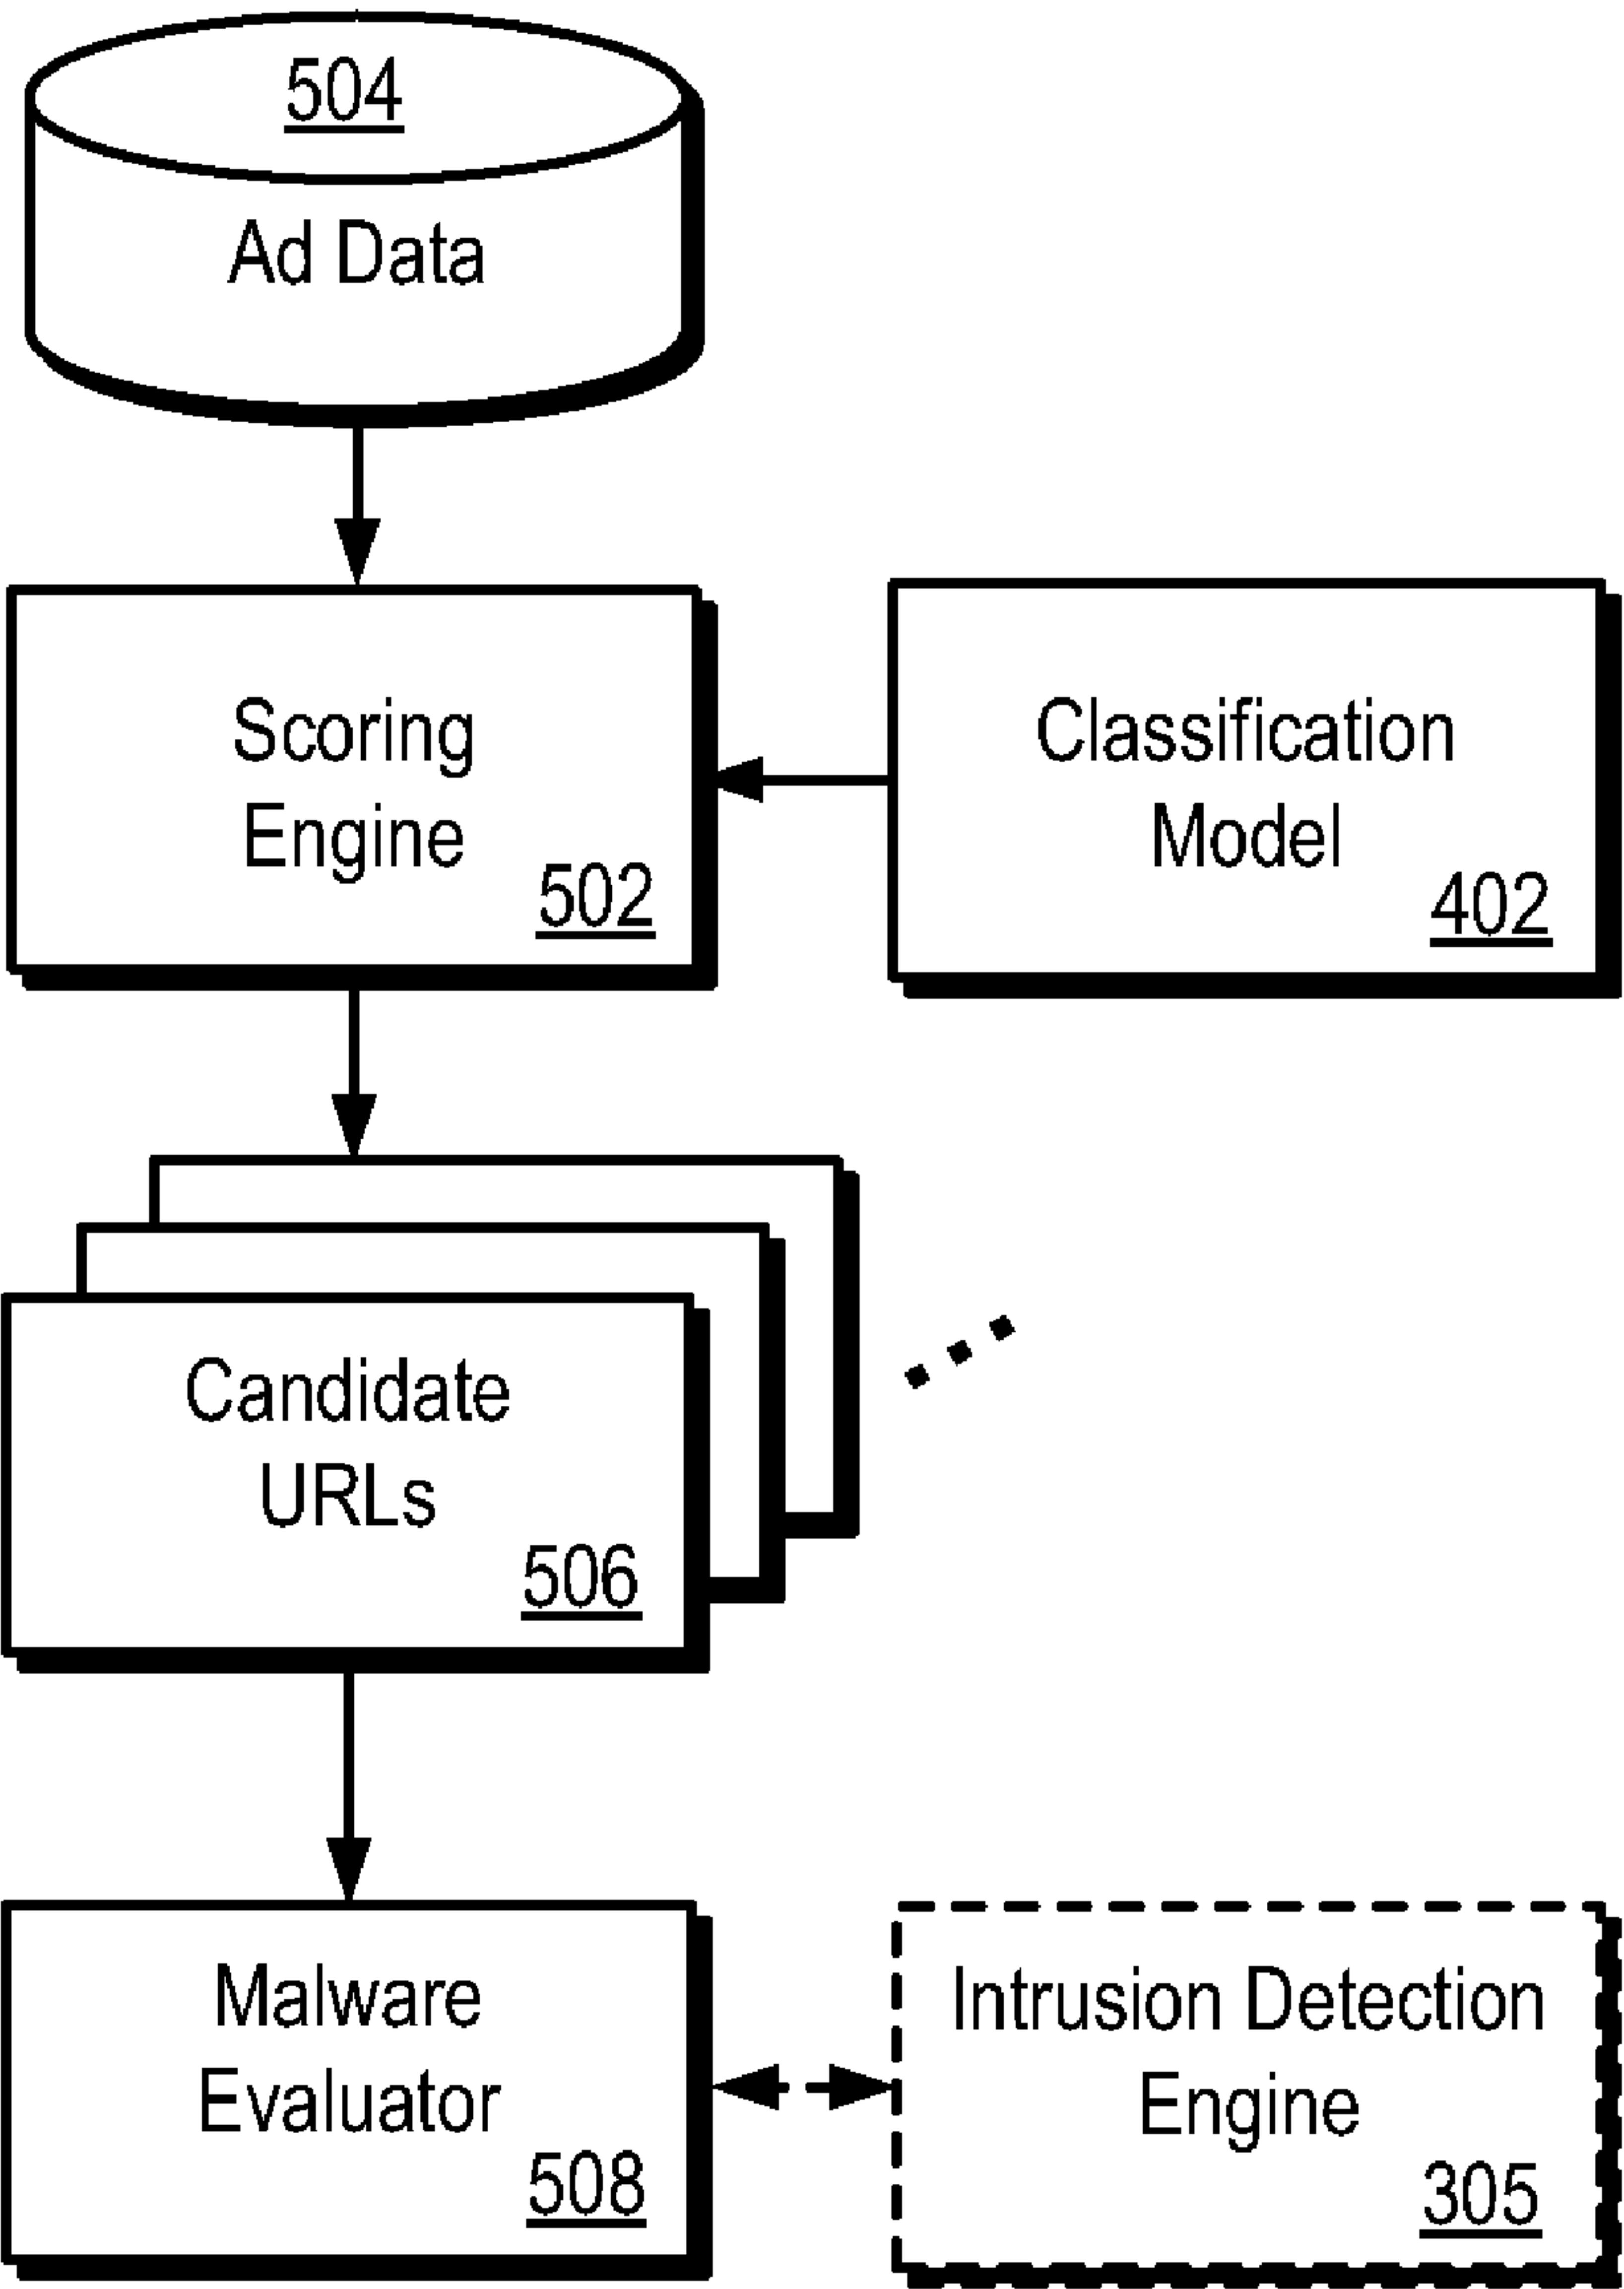 504
Ad Data
Scoring
Engine
502
Classification
Model
402
Candidate
URLs
506
Malware
Evaluator
508
Intrusion Detection
Engine
305